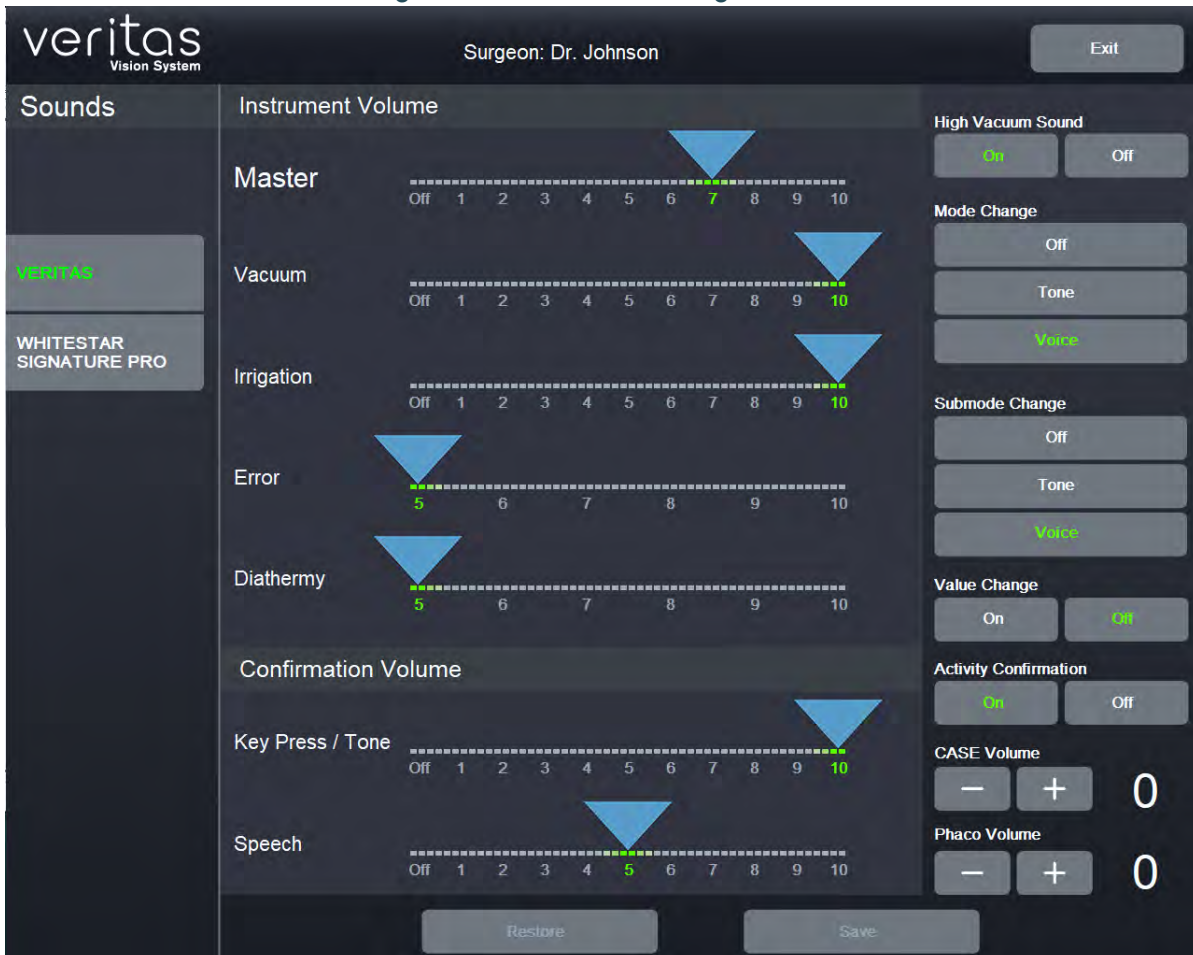 veritas
Vision System
Surgeon: Dr. Johnson
Exit
Sounds
VERITAS
WHITESTAR
SIGNATURE PRO
Instrument Volume
Master
Off 1 2 3 4 5 6 7 8 9 10
Vacuum
Off 1 2 3 4 5 6 7 8 9 10
Irrigation
Off 1 2 3 4 5 6 7 8 9 10
Error
5 6 7 8 9 10
Diathermy
5 6 7 8 9 10
Confirmation Volume
Key Press / Tone
Off 1 2 3 4 5 6 7 8 9 10
Speech
Off 1 2 3 4 5 6 7 8 9 10
High Vacuum Sound
On Off
Mode Change
Off
Tone
Voice
Submode Change
Off
Tone
Voice
Value Change
On Off
Activity Confirmation
On Off
CASE Volume
− + 0
Phaco Volume
− + 0
Restore Save